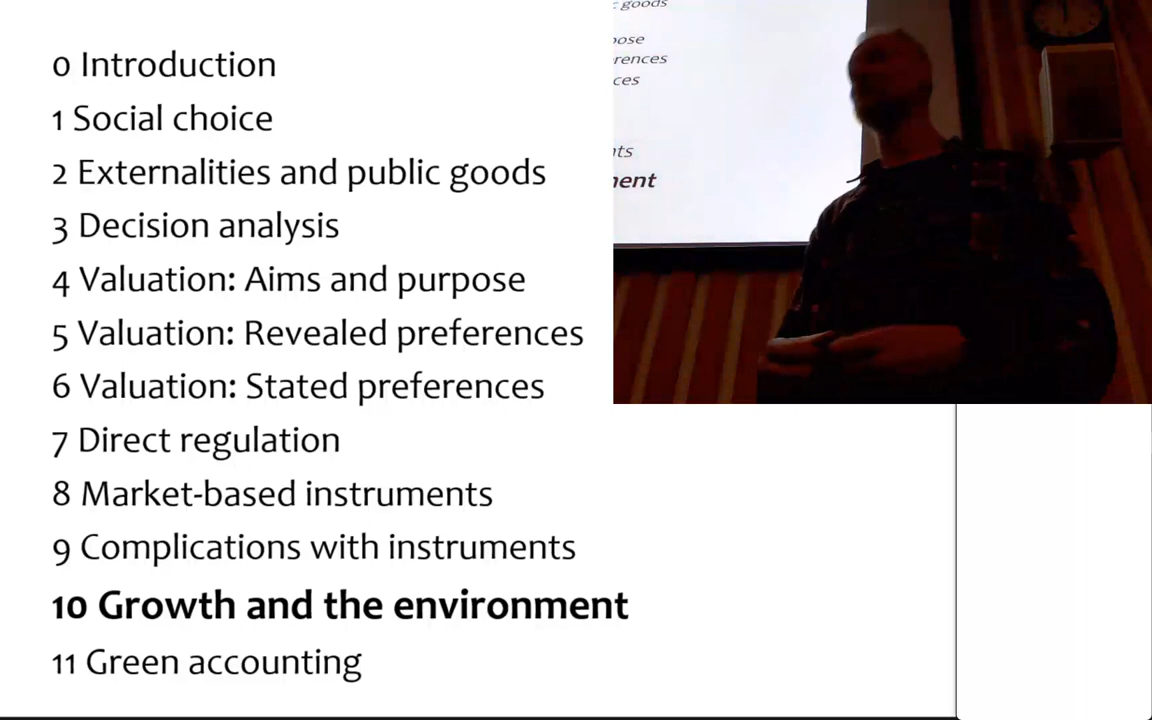 0 Introduction
1 Social choice
2 Externalities and public goods
3 Decision analysis
4 Valuation: Aims and purpose
5 Valuation: Revealed preferences
6 Valuation: Stated preferences
7 Direct regulation
8 Market-based instruments
9 Complications with instruments
10 Growth and the environment
11 Green accounting
goods